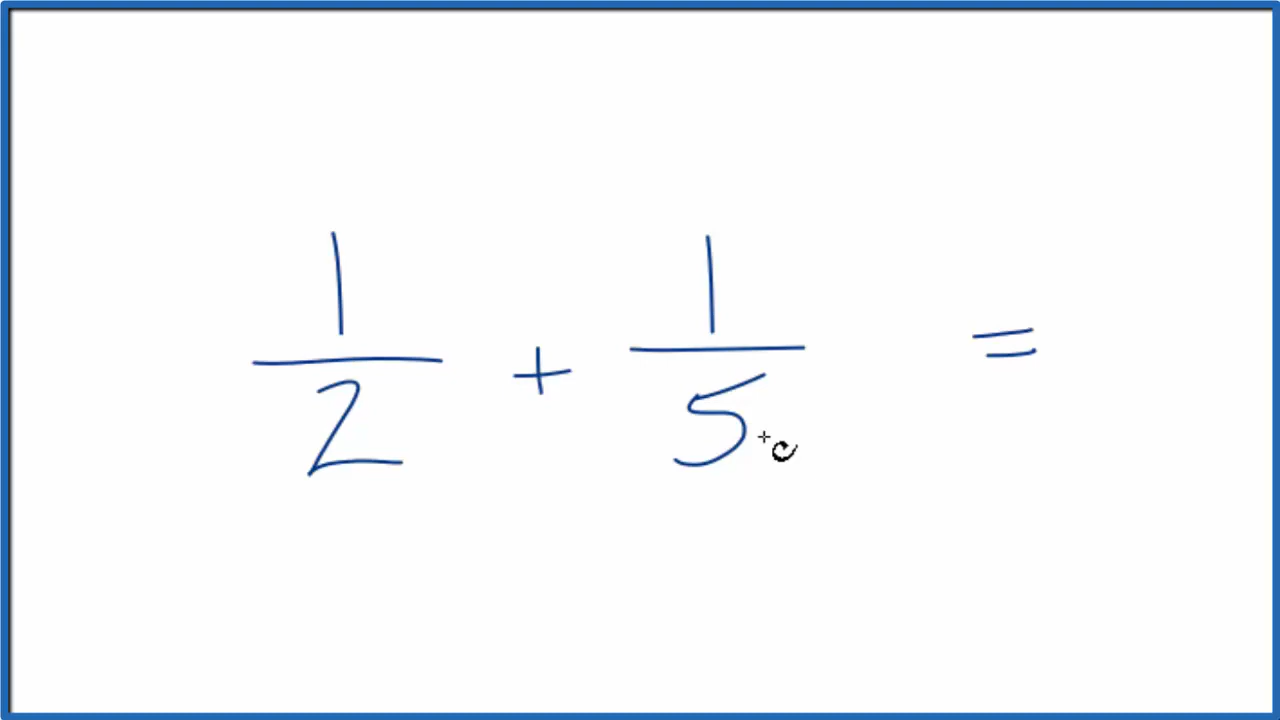 1/2 + 1/5 =